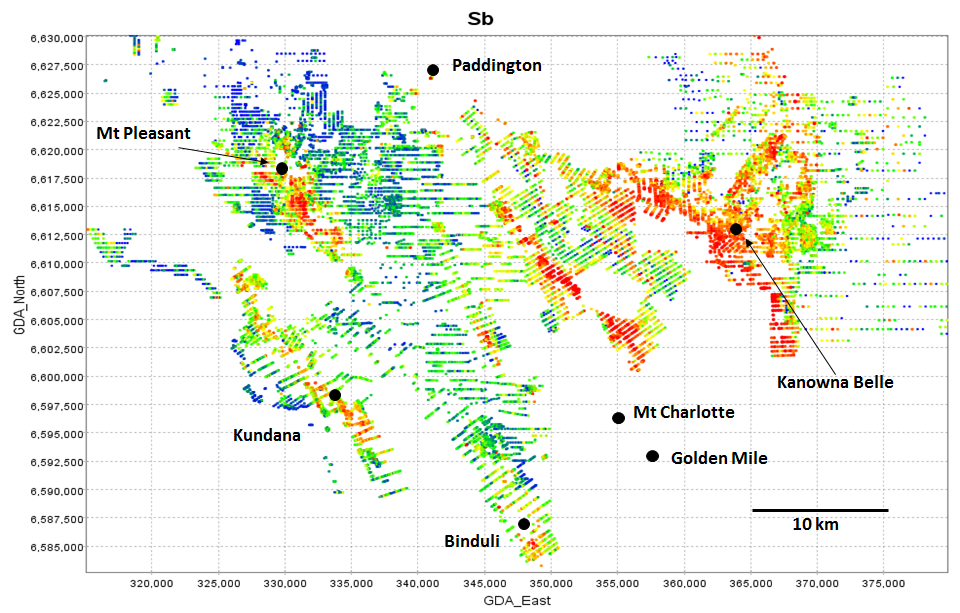 Sb
6,630,000
6,627,500
6,625,000
6,622,500
6,620,000
6,617,500
6,615,000
6,612,500
6,610,000
6,607,500
6,605,000
6,602,500
6,600,000
6,597,500
6,595,000
6,592,500
6,590,000
6,587,500
6,585,000
GDA_North
Paddington
Mt Pleasant
Kanowna Belle
Mt Charlotte
Kundana
Golden Mile
10 km
Binduli
320,000 325,000 330,000 335,000 340,000 345,000 350,000 355,000 360,000 365,000 370,000 375,000
GDA_East